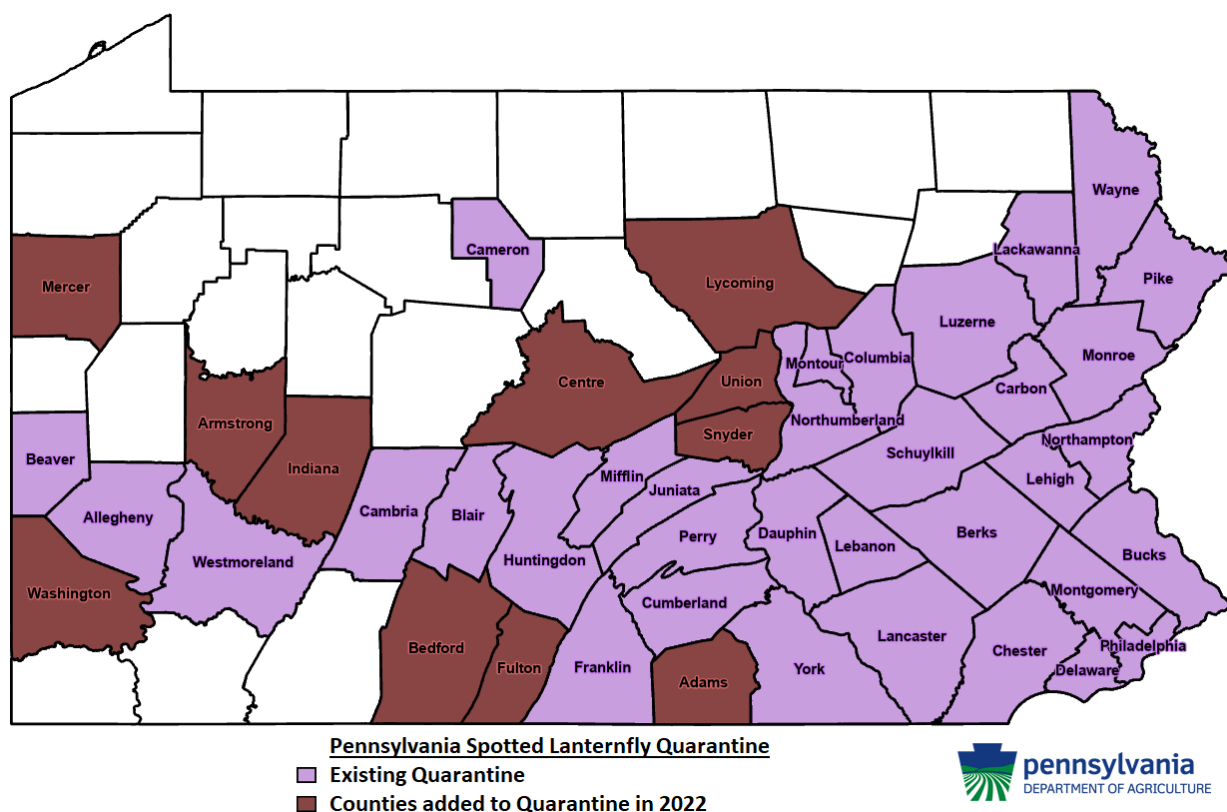 Wayne
Cameron
Lackawanna
Pike
Mercer
Lycoming
Luzerne
Montour
Columbia
Monroe
Centre
Union
Carbon
Armstrong
Northumberland
Snyder
Northampton
Beaver
Indiana
Schuylkill
Mifflin
Lehigh
Juniata
Allegheny
Cambria
Blair
Perry
Dauphin
Berks
Lebanon
Bucks
Westmoreland
Huntingdon
Washington
Montgomery
Cumberland
Lancaster
Bedford
Philadelphia
Chester
Fulton
Franklin
York
Delaware
Adams
Pennsylvania Spotted Lanternfly Quarantine
Existing Quarantine
Counties added to Quarantine in 2022
pennsylvania
DEPARTMENT OF AGRICULTURE